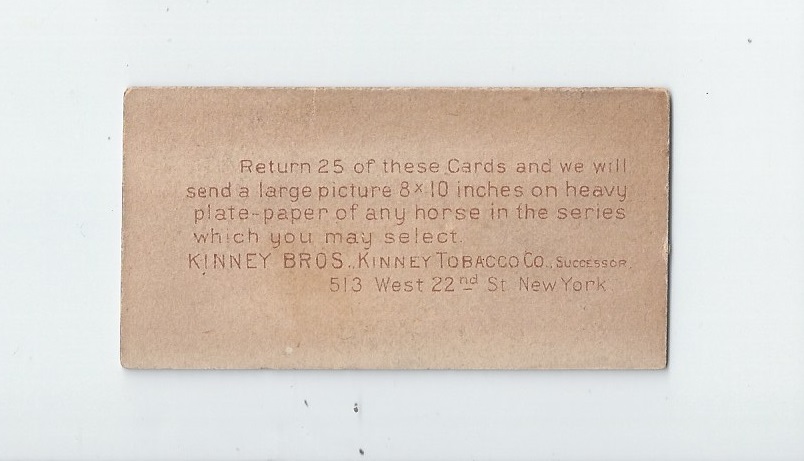 Return 25 of these Cards and we will
send a large picture 8x10 inches on heavy
plate-paper of any horse in the series
which you may select.
KINNEY BROS., KINNEY TOBACCO CO., SUCCESSOR,
513 West 22nd St New York